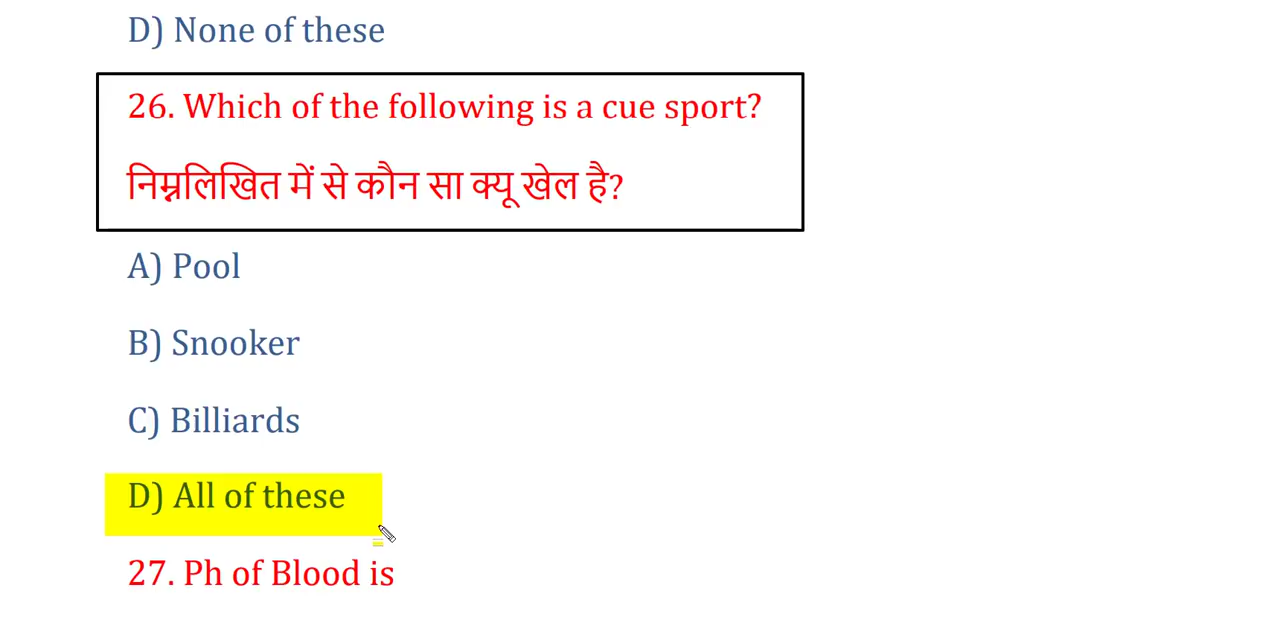 D) None of these
26. Which of the following is a cue sport?
निम्नलिखित में से कौन सा क्यू खेल है?
A) Pool
B) Snooker
C) Billiards
D) All of these
27. Ph of Blood is